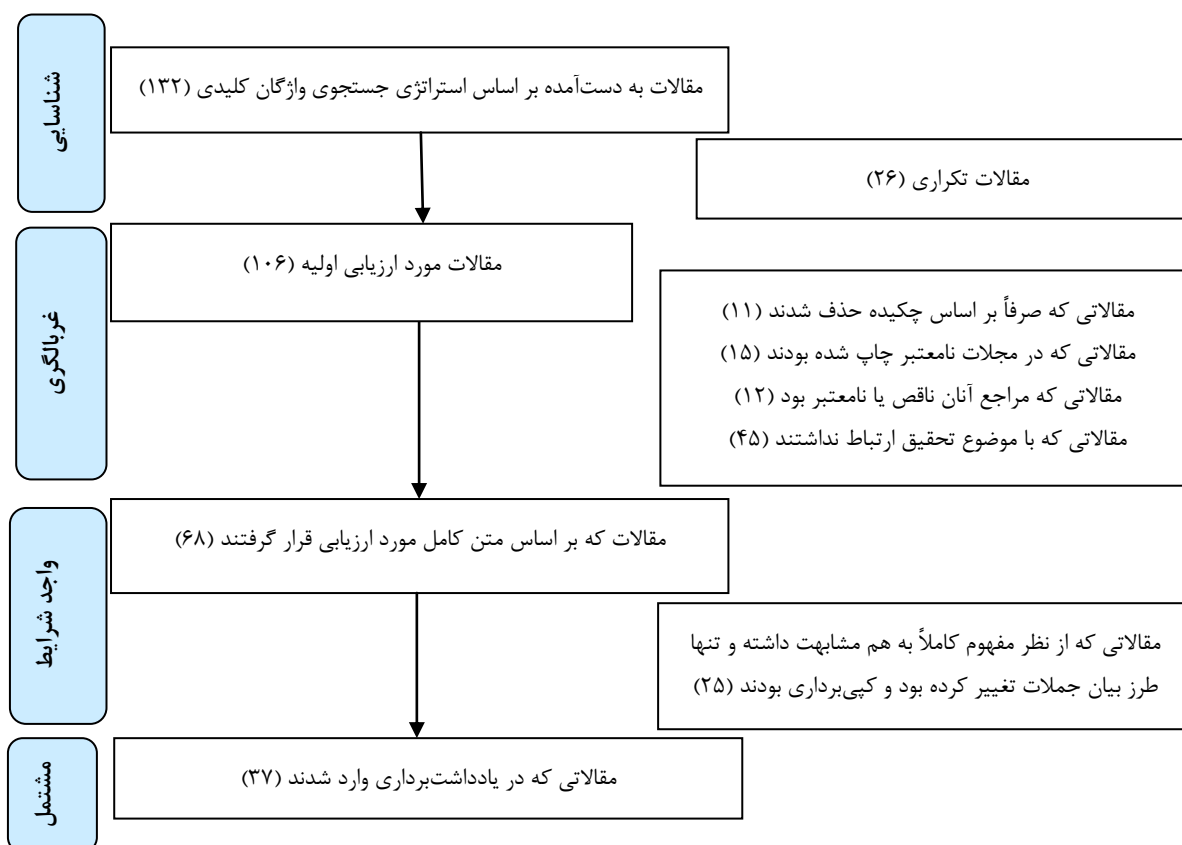 شناسایی
مقالات به دست‌آمده بر اساس استراتژی جستجوی واژگان کلیدی (۱۳۲)
مقالات تکراری (۲۶)
غربالگری
مقالات مورد ارزیابی اولیه (۱۰۶)
مقالاتی که صرفاً بر اساس چکیده حذف شدند (۱۱)
مقالاتی که در مجلات نامعتبر چاپ شده بودند (۱۵)
مقالاتی که مراجع آنان ناقص یا نامعتبر بود (۱۲)
مقالاتی که با موضوع تحقیق ارتباط نداشتند (۴۵)
واجد شرایط
مقالات که بر اساس متن کامل مورد ارزیابی قرار گرفتند (۶۸)
مقالاتی که از نظر مفهوم کاملاً به هم مشابهت داشته و تنها
طرز بیان جملات تغییر کرده بود و کپی‌برداری بودند (۲۵)
مشتمل
مقالاتی که در یادداشت‌برداری وارد شدند (۳۷)